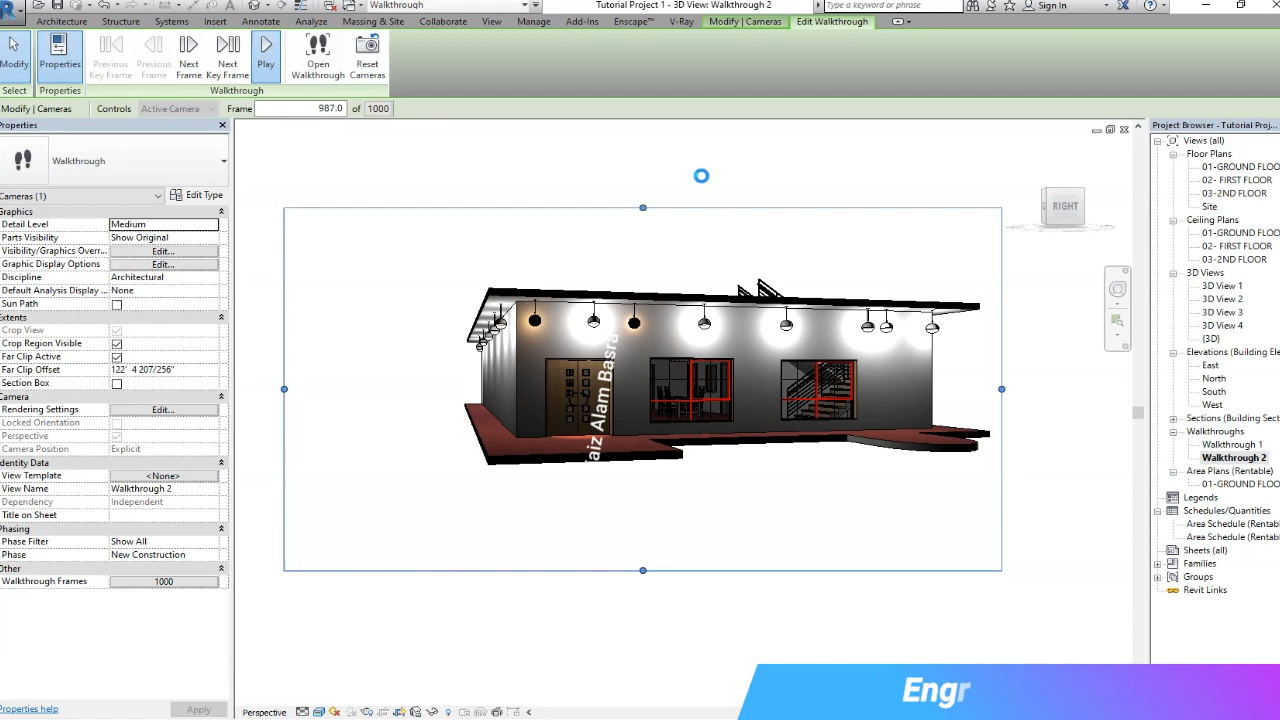 Walkthrough
Tutorial Project 1 - 3D View: Walkthrough 2
Type a keyword or phrase
Sign In
Architecture Structure Systems Insert Annotate Analyze Massing & Site Collaborate View Manage Add-Ins Enscape™ V-Ray Modify | Cameras Edit Walkthrough
Modify
Properties
Previous Key Frame
Previous Frame
Next Frame
Next Key Frame
Play
Open Walkthrough
Reset Cameras
Select Properties Walkthrough
Modify | Cameras Controls Active Camera Frame 987.0 of 1000
Properties
Walkthrough
Cameras (1) Edit Type
Graphics
Detail Level Medium
Parts Visibility Show Original
Visibility/Graphics Overr... Edit...
Graphic Display Options Edit...
Discipline Architectural
Default Analysis Display ... None
Sun Path
Extents
Crop View
Crop Region Visible
Far Clip Active
Far Clip Offset 122' 4 207/256"
Section Box
Camera
Rendering Settings Edit...
Locked Orientation
Perspective
Camera Position Explicit
Identity Data
View Template <None>
View Name Walkthrough 2
Dependency Independent
Title on Sheet
Phasing
Phase Filter Show All
Phase New Construction
Other
Walkthrough Frames 1000
Properties help Apply
RIGHT
aiz Alam Basra
Project Browser - Tutorial Proj...
Views (all)
Floor Plans
01-GROUND FLOO
02- FIRST FLOOR
03-2ND FLOOR
Site
Ceiling Plans
01-GROUND FLOO
02- FIRST FLOOR
03-2ND FLOOR
3D Views
3D View 1
3D View 2
3D View 3
3D View 4
{3D}
Elevations (Building Ele
East
North
South
West
Sections (Building Sect
Walkthroughs
Walkthrough 1
Walkthrough 2
Area Plans (Rentable)
01-GROUND FLOO
Legends
Schedules/Quantities
Area Schedule (Rentab
Area Schedule (Rentab
Sheets (all)
Families
Groups
Revit Links
Perspective
Engr